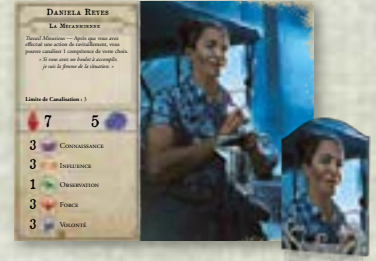 Daniela Reyes
La Mécanicienne
Travail Minutieux — Après que vous avez
effectué une action de ravitaillement, vous
pouvez canaliser 1 compétence de votre choix.
« Si vous avez un boulot à accomplir,
je suis la femme de la situation. »
Limite de Canalisation : 3
7 5
3 Connaissance
3 Influence
1 Observation
3 Force
3 Volonté